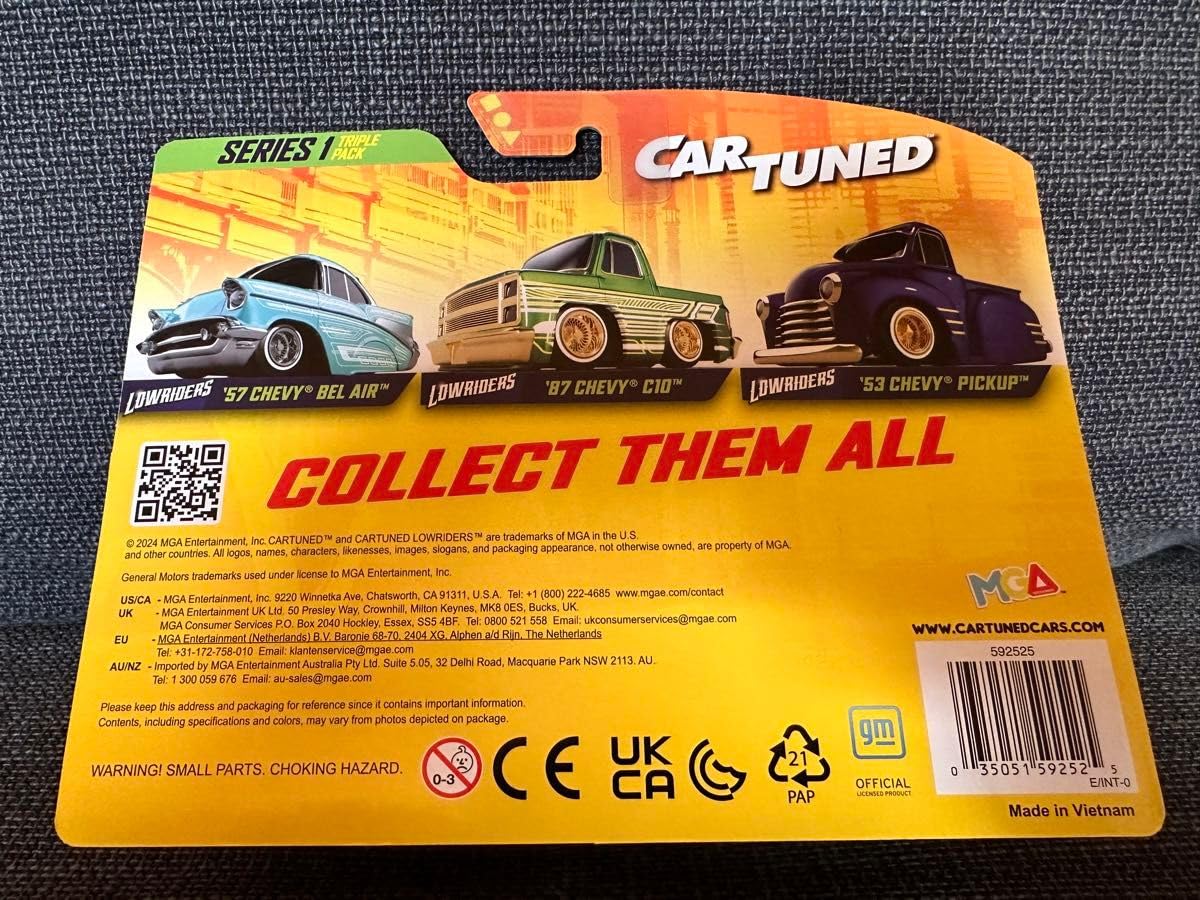 SERIES 1 TRIPLE PACK
CARTUNED™
LOWRIDERS '57 CHEVY® BEL AIR™
LOWRIDERS '87 CHEVY® C10™
LOWRIDERS '53 CHEVY® PICKUP™
COLLECT THEM ALL
© 2024 MGA Entertainment, Inc. CARTUNED™ and CARTUNED LOWRIDERS™ are trademarks of MGA in the U.S.
and other countries. All logos, names, characters, likenesses, images, slogans, and packaging appearance, not otherwise owned, are property of MGA.
General Motors trademarks used under license to MGA Entertainment, Inc.
US/CA - MGA Entertainment, Inc. 9220 Winnetka Ave, Chatsworth, CA 91311, U.S.A. Tel: +1 (800) 222-4685 www.mgae.com/contact
UK - MGA Entertainment UK Ltd. 50 Presley Way, Crownhill, Milton Keynes, MK8 0ES, Bucks, UK.
MGA Consumer Services P.O. Box 2040 Hockley, Essex, SS5 4BF. Tel: 0800 521 558 Email: ukconsumerservices@mgae.com
EU - MGA Entertainment (Netherlands) B.V. Baronie 68-70, 2404 XG, Alphen a/d Rijn, The Netherlands
Tel: +31-172-758-010 Email: klantenservice@mgae.com
AU/NZ - Imported by MGA Entertainment Australia Pty Ltd. Suite 5.05, 32 Delhi Road, Macquarie Park NSW 2113. AU.
Tel: 1 300 059 676 Email: au-sales@mgae.com
Please keep this address and packaging for reference since it contains important information.
Contents, including specifications and colors, may vary from photos depicted on package.
WARNING! SMALL PARTS. CHOKING HAZARD.
0-3
CE
UK
CA
21
PAP
gm
OFFICIAL
LICENSED PRODUCT
MGA™
WWW.CARTUNEDCARS.COM
592525
0 35051 59252 5
E/INT-0
Made in Vietnam